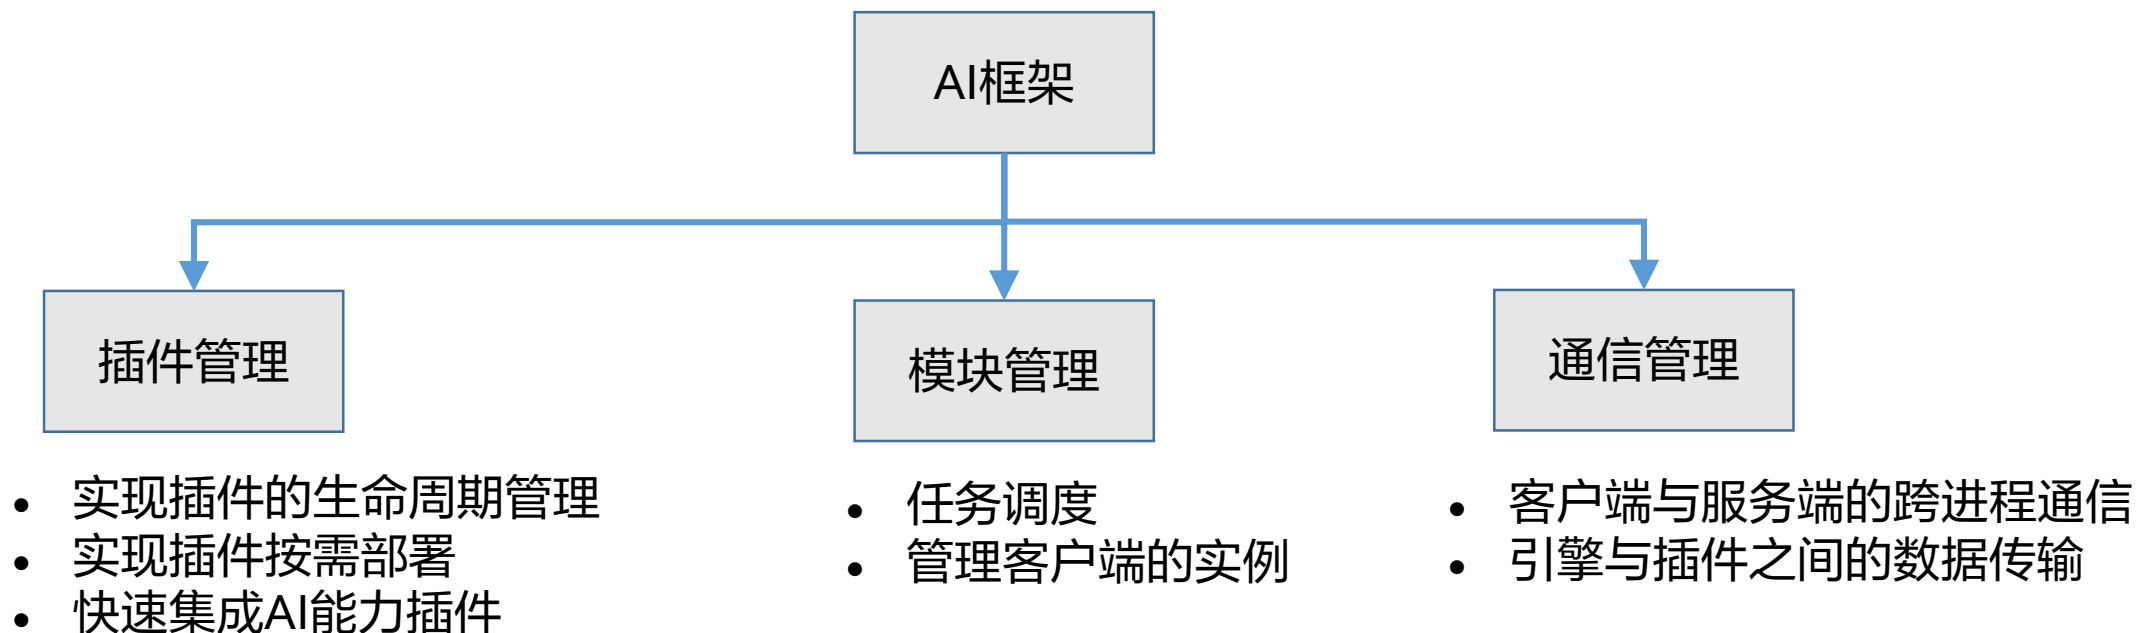 AI框架
插件管理
模块管理
通信管理
实现插件的生命周期管理
实现插件按需部署
快速集成AI能力插件
任务调度
管理客户端的实例
客户端与服务端的跨进程通信
引擎与插件之间的数据传输